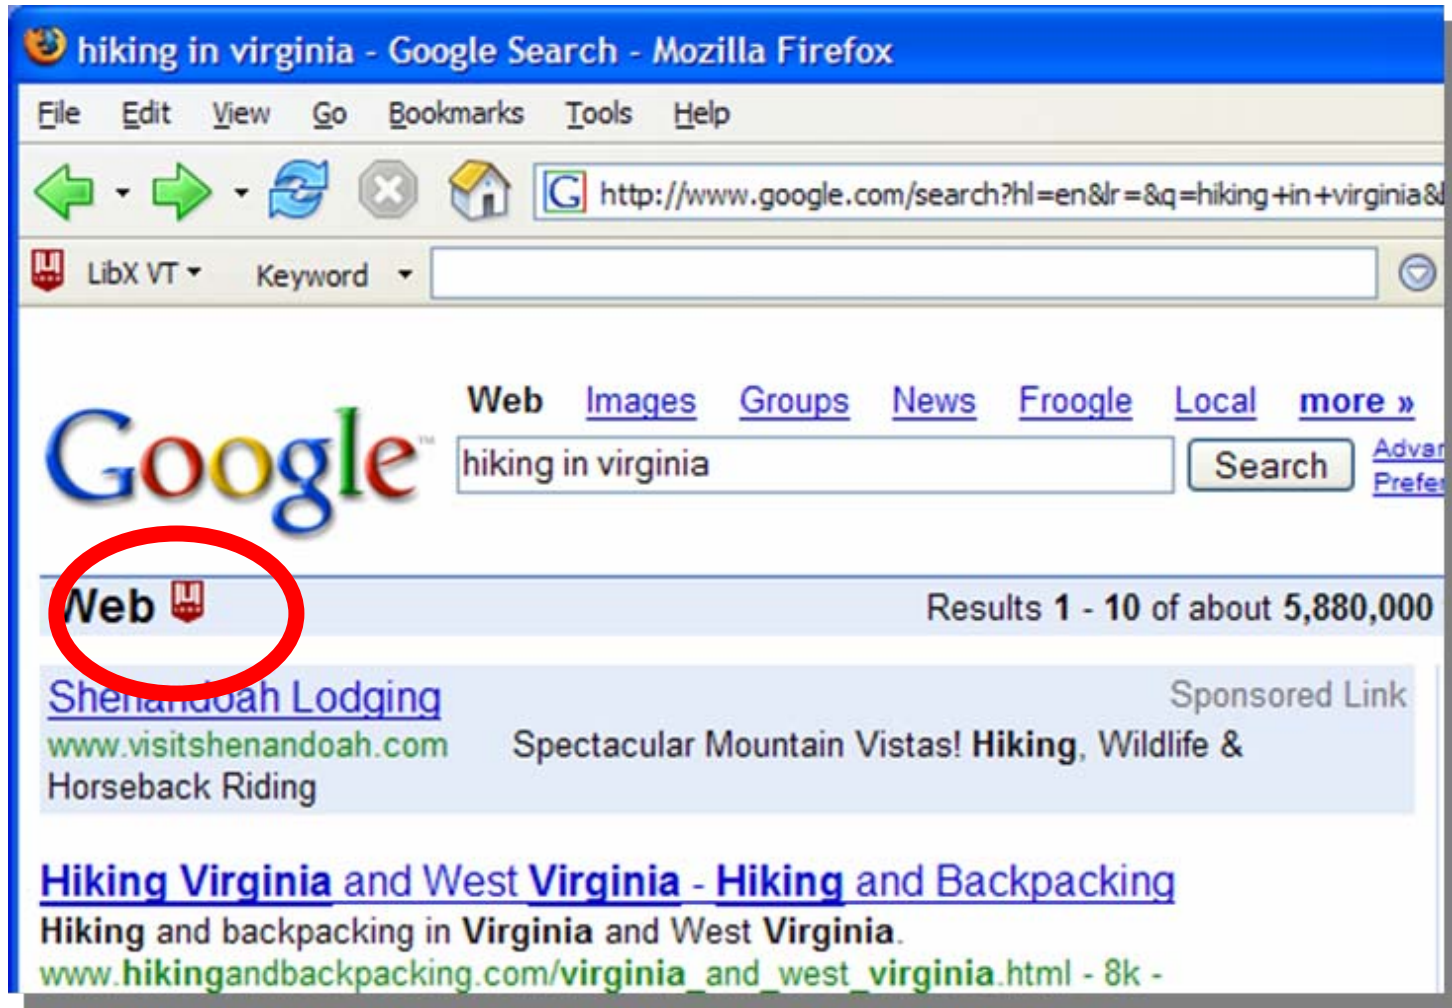 hiking in virginia - Google Search - Mozilla Firefox
File Edit View Go Bookmarks Tools Help
http://www.google.com/search?hl=en&lr=&q=hiking+in+virginia&
LibX VT Keyword
Web Images Groups News Froogle Local more »
Google™
hiking in virginia Search
Web Results 1 - 10 of about 5,880,000
Shenandoah Lodging Sponsored Link
www.visitshenandoah.com Spectacular Mountain Vistas! Hiking, Wildlife &
Horseback Riding
Hiking Virginia and West Virginia - Hiking and Backpacking
Hiking and backpacking in Virginia and West Virginia.
www.hikingandbackpacking.com/virginia_and_west_virginia.html - 8k -